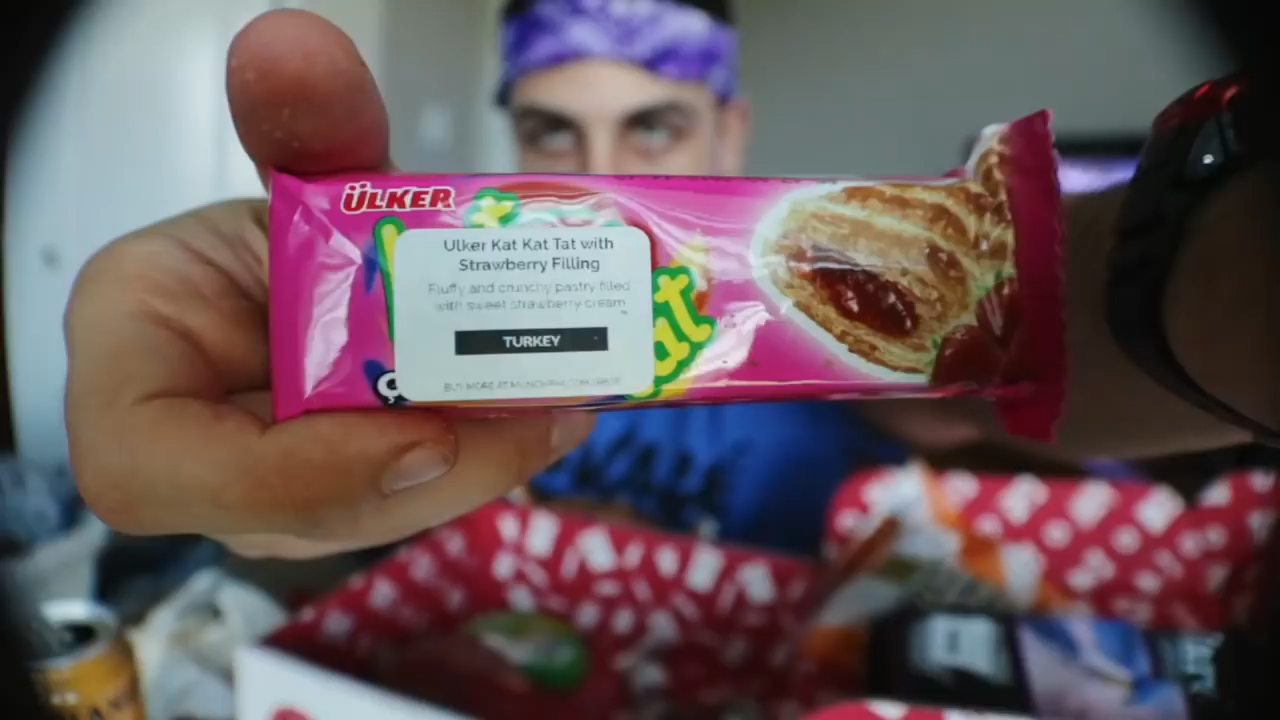 ÜLKER
Ulker Kat Kat Tat with
Strawberry Filling
Fluffy and crunchy pastry filled
with sweet strawberry cream
TURKEY